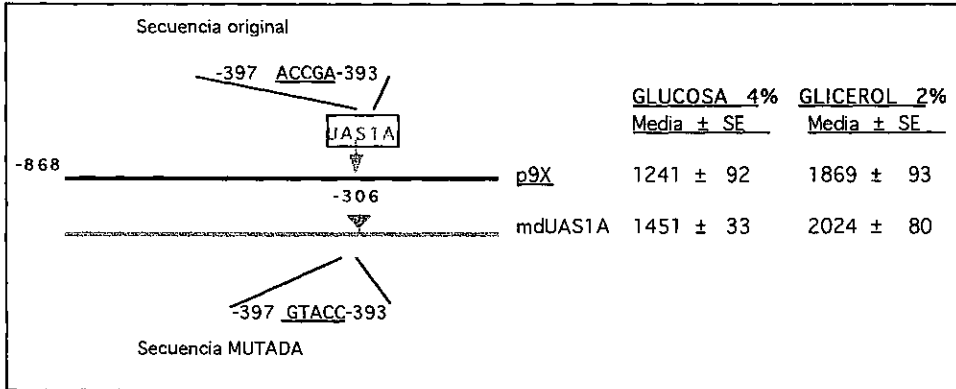 Secuencia original
-397 ACCGA-393
GLUCOSA 4% GLICEROL 2%
Media ± SE Media ± SE
UAS1A
-868
p9X 1241 ± 92 1869 ± 93
-306
mdUAS1A 1451 ± 33 2024 ± 80
-397 GTACC-393
Secuencia MUTADA